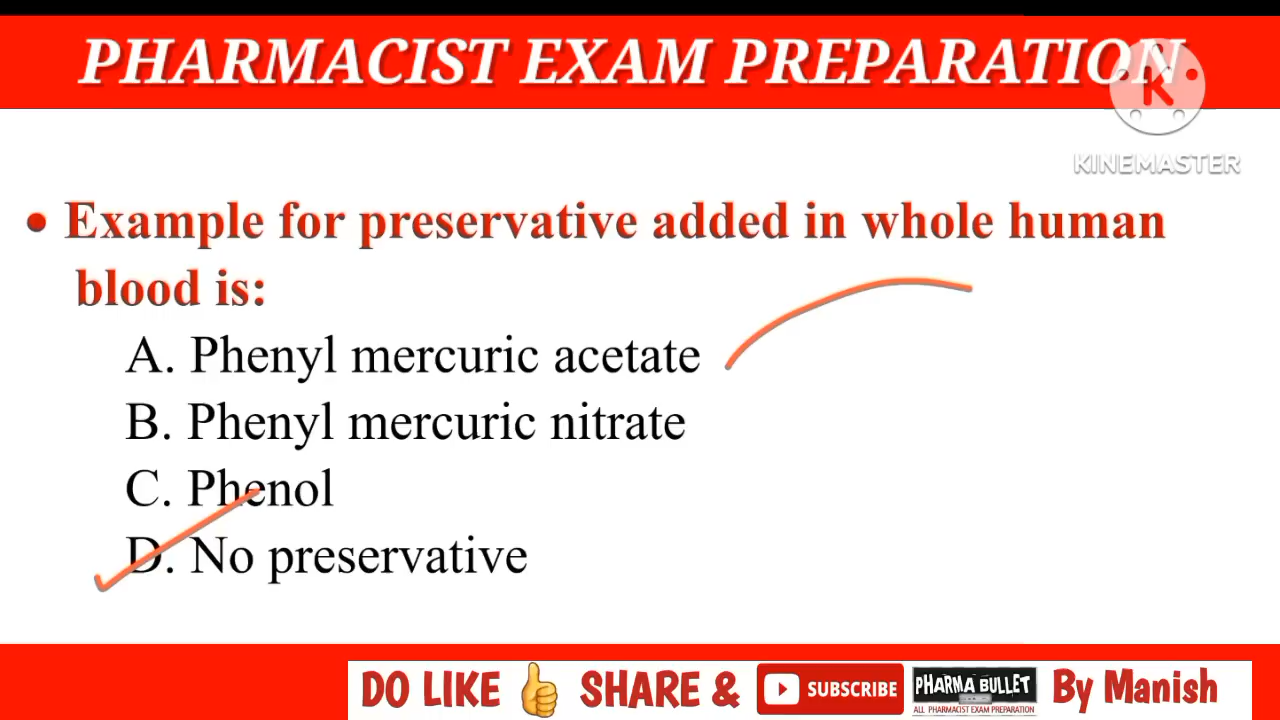 PHARMACIST EXAM PREPARATION
K
KINEMASTER
• Example for preservative added in whole human
blood is:
A. Phenyl mercuric acetate
B. Phenyl mercuric nitrate
C. Phenol
D. No preservative
DO LIKE SHARE & SUBSCRIBE PHARMA BULLET By Manish
ALL PHARMACIST EXAM PREPARATION